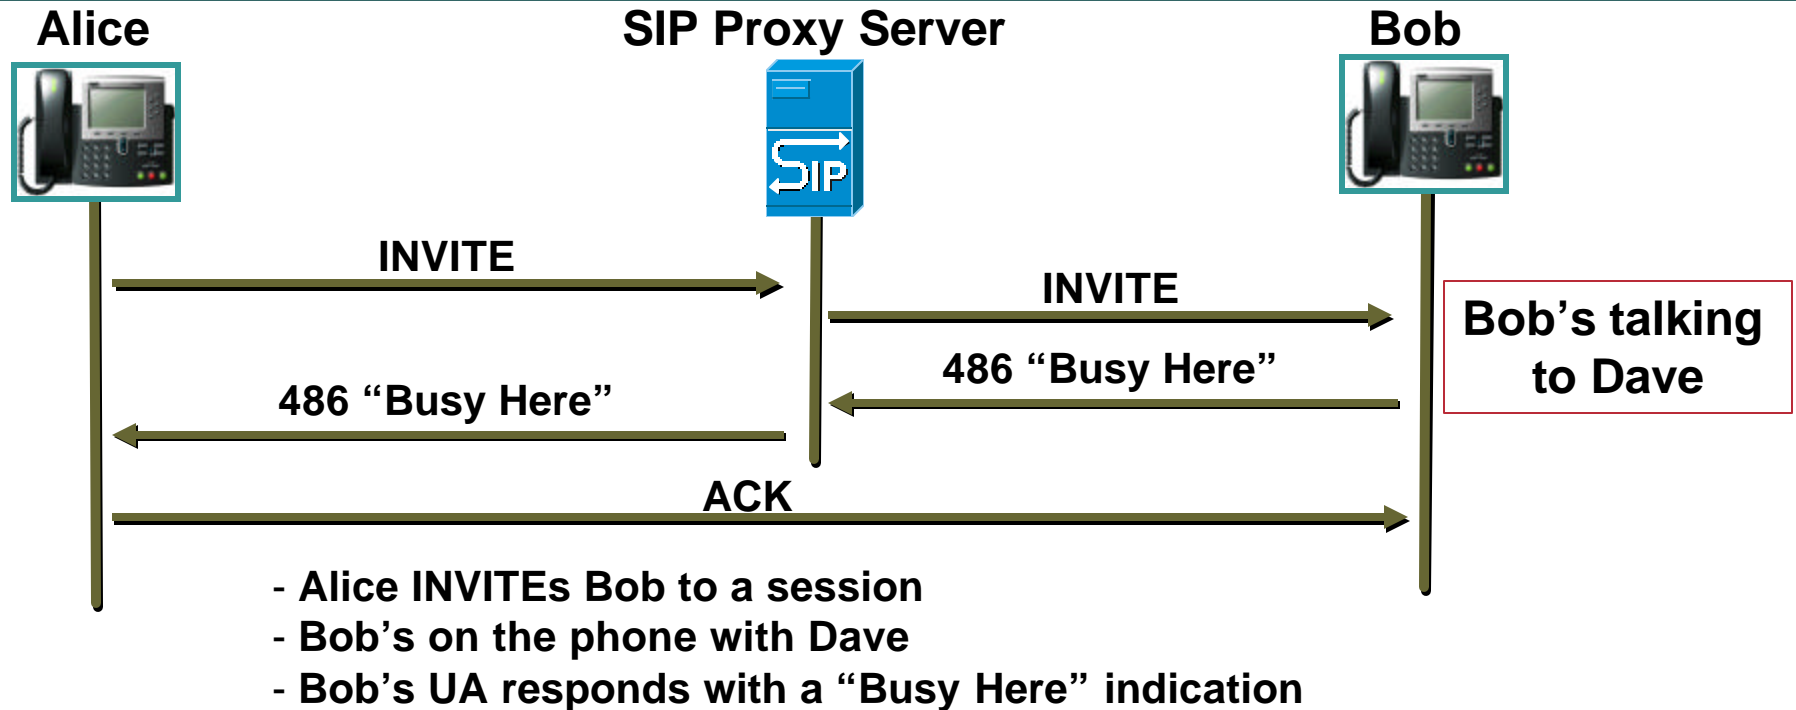 Alice
SIP Proxy Server
Bob
SIP
INVITE
INVITE
Bob’s talking
to Dave
486 “Busy Here”
486 “Busy Here”
ACK
- Alice INVITEs Bob to a session
- Bob’s on the phone with Dave
- Bob’s UA responds with a “Busy Here” indication